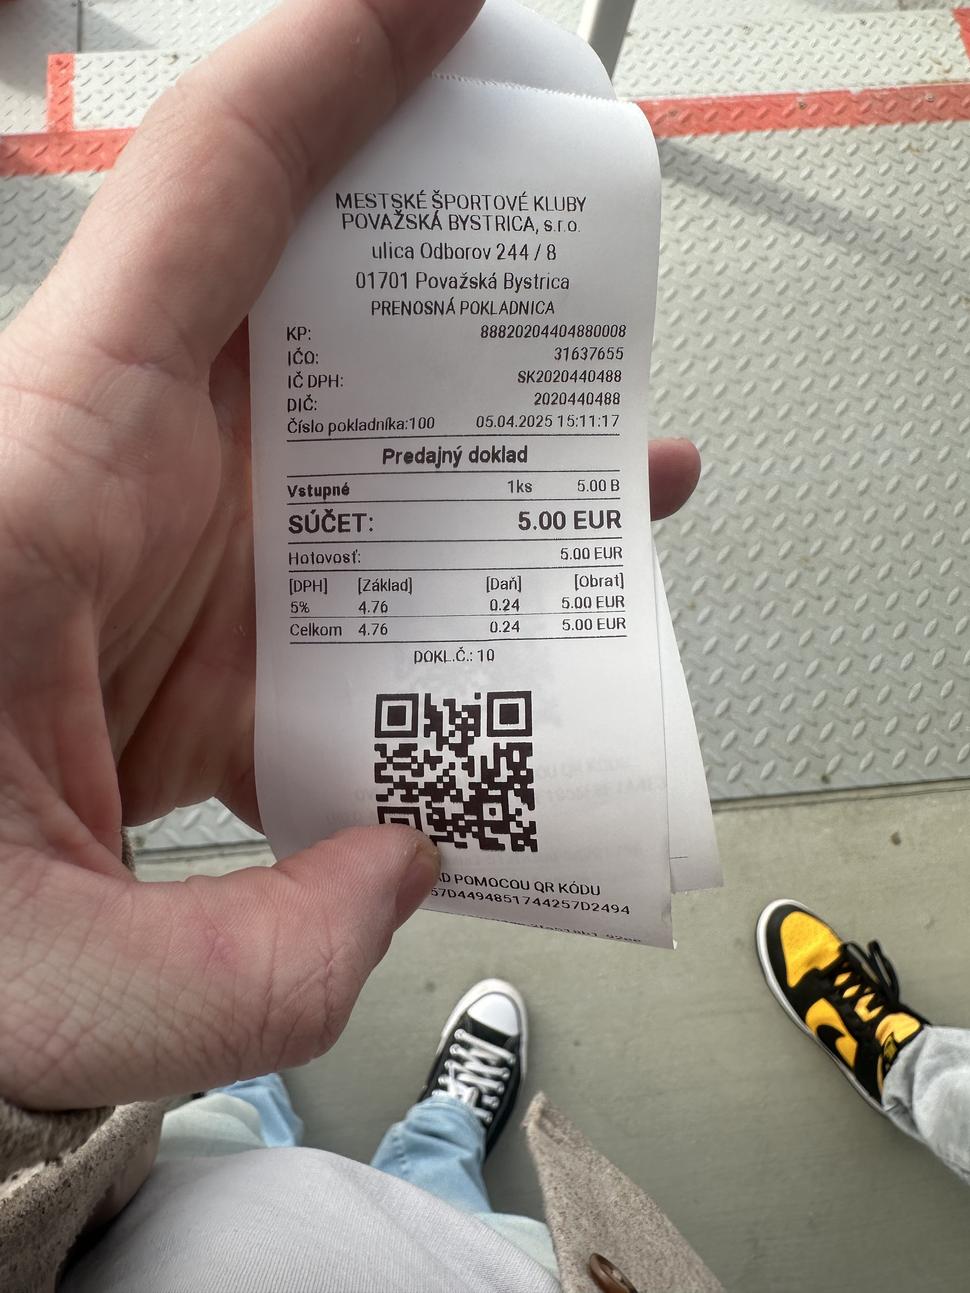 MESTSKÉ ŠPORTOVÉ KLUBY
POVAŽSKÁ BYSTRICA, s.r.o.
ulica Odborov 244 / 8
01701 Považská Bystrica
PRENOSNÁ POKLADNICA
KP: 88820204404880008
IČO: 31637655
IČ DPH: SK2020440488
DIČ: 2020440488
Číslo pokladníka:100 05.04.2025 15:11:17
Predajný doklad
Vstupné 1ks 5.00 B
SÚČET: 5.00 EUR
Hotovosť: 5.00 EUR
[DPH] [Základ] [Daň] [Obrat]
5% 4.76 0.24 5.00 EUR
Celkom 4.76 0.24 5.00 EUR
DOKL.Č.: 10
POMOCOU QR KÓDU
57D4494851744257D2494